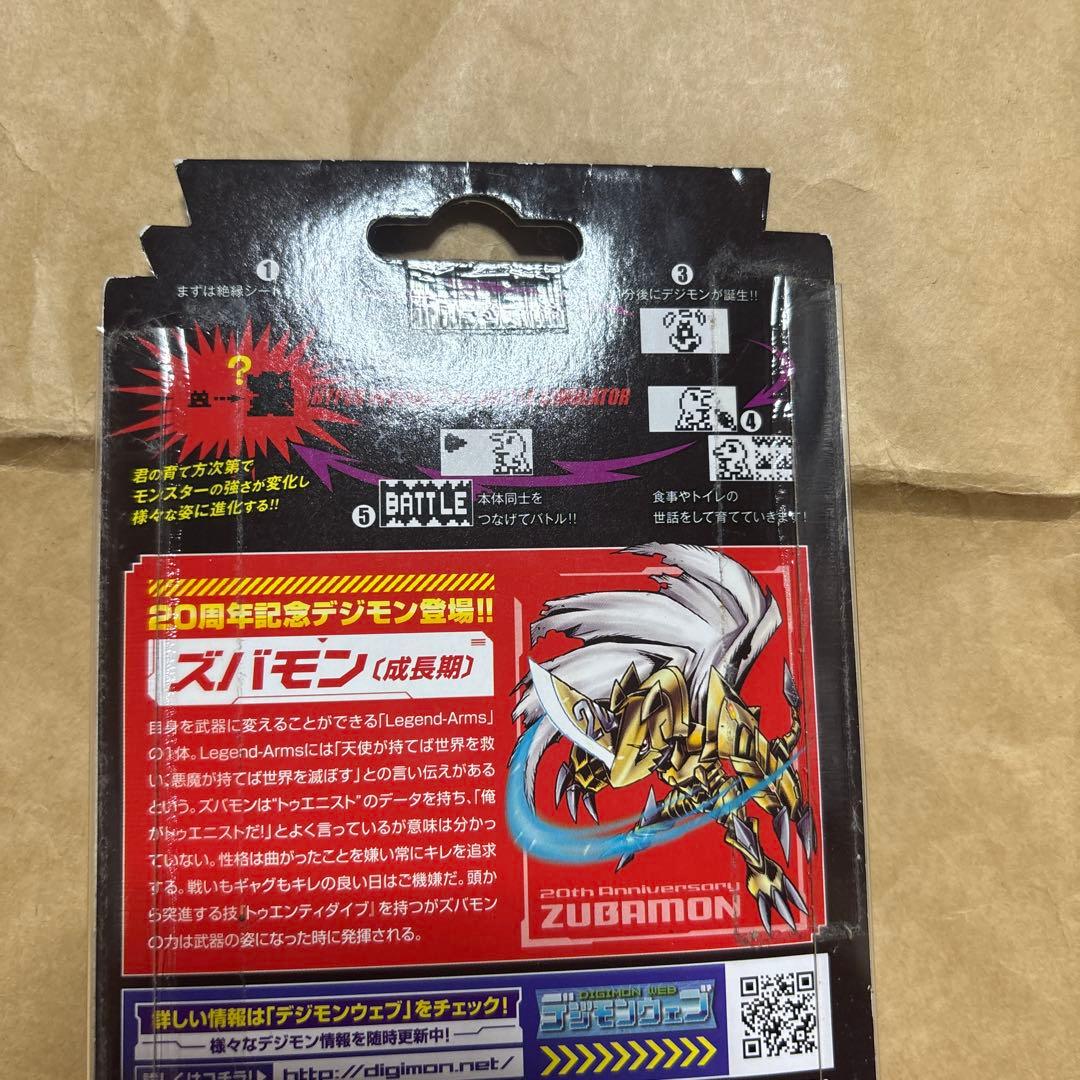 1
まずは絶縁シート
3
分後にデジモンが誕生!!
?
SIMULATOR
4
君の育て方次第で
モンスターの強さが変化し
様々な姿に進化する!!
5
BATTLE
本体同士を
つなげてバトル!!
食事やトイレの
世話をして育てていきます!
20周年記念デジモン登場!!
ズバモン〔成長期〕
自身を武器に変えることができる「Legend-Arms」
の1体。Legend-Armsには「天使が持てば世界を救
い、悪魔が持てば世界を滅ぼす」との言い伝えがある
という。ズバモンは“トゥエニスト”のデータを持ち、「俺
がトゥエニストだ!」とよく言っているが意味は分かっ
ていない。性格は曲がったことを嫌い常にキレを追求
する。戦いもギャグもキレの良い日はご機嫌だ。頭か
ら突進する技『トゥエンティダイブ』を持つがズバモン
の力は武器の姿になった時に発揮される。
20th Anniversary
ZUBAMON
詳しい情報は「デジモンウェブ」をチェック!
様々なデジモン情報を随時更新中!
詳しくはコチラ!
http://digimon.net/
DIGIMON WEB
デジモンウェブ